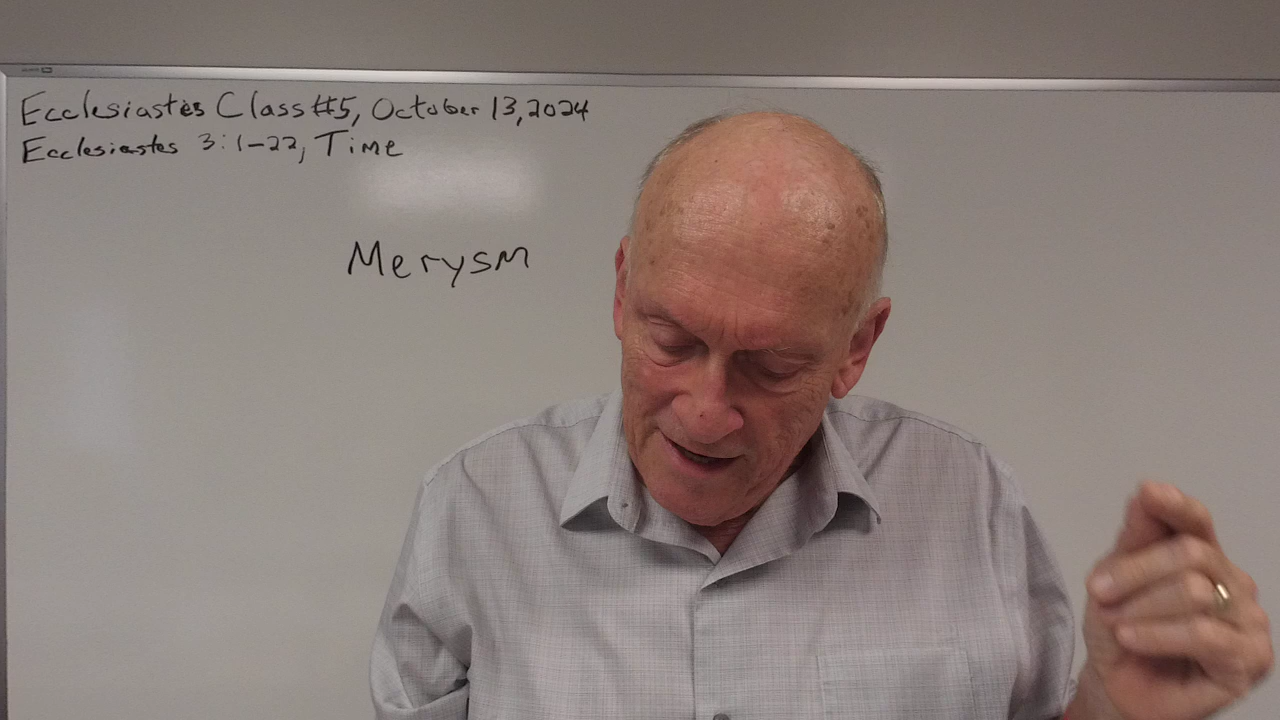 Ecclesiastes Class #5, October 13, 2024
Ecclesiastes 3:1-22, Time
Merysm